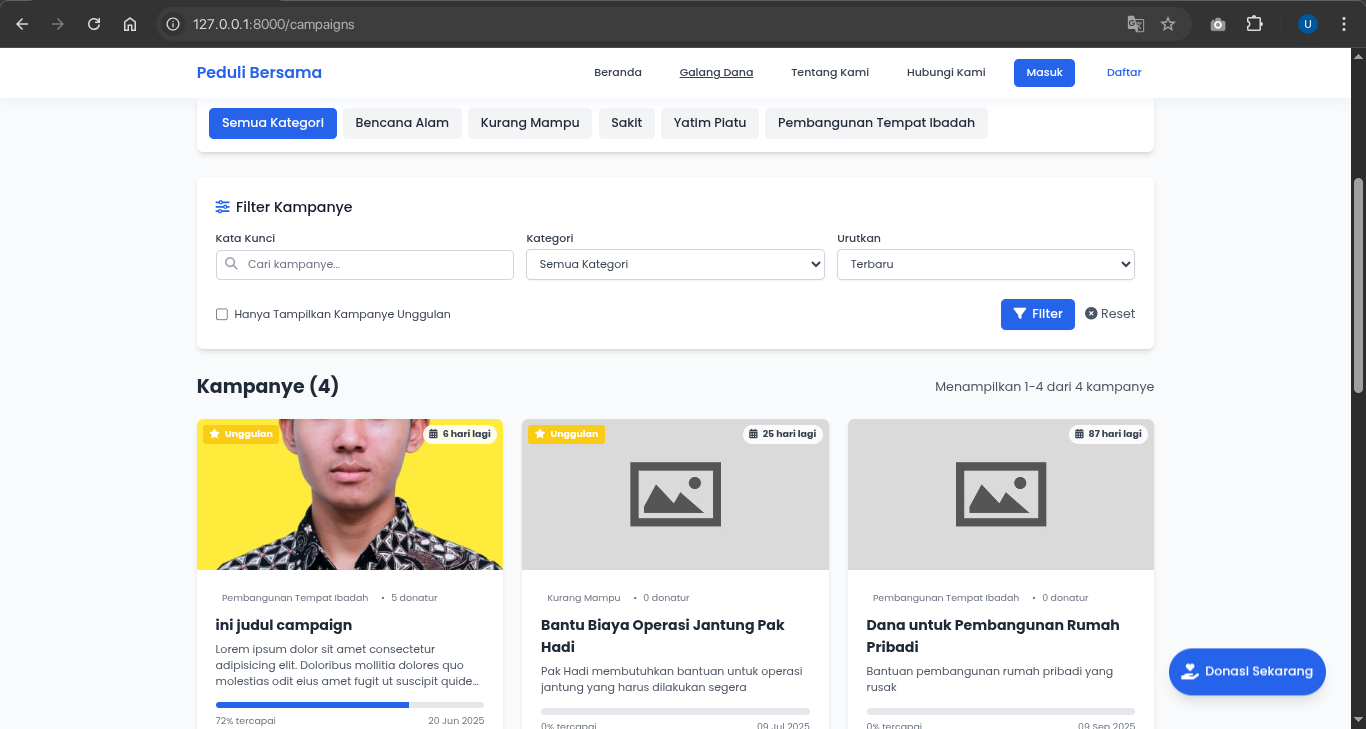 127.0.0.1:8000/campaigns
U
Peduli Bersama
Beranda
Galang Dana
Tentang Kami
Hubungi Kami
Masuk
Daftar
Semua Kategori
Bencana Alam
Kurang Mampu
Sakit
Yatim Piatu
Pembangunan Tempat Ibadah
Filter Kampanye
Kata Kunci
Kategori
Urutkan
Cari kampanye...
Semua Kategori
Terbaru
Hanya Tampilkan Kampanye Unggulan
Filter
Reset
Kampanye (4)
Menampilkan 1-4 dari 4 kampanye
Unggulan
6 hari lagi
Pembangunan Tempat Ibadah • 5 donatur
ini judul campaign
Lorem ipsum dolor sit amet consectetur
adipisicing elit. Doloribus mollitia dolores quo
molestias odit eius amet fugit ut suscipit quide...
72% tercapai
20 Jun 2025
Unggulan
25 hari lagi
Kurang Mampu • 0 donatur
Bantu Biaya Operasi Jantung Pak
Hadi
Pak Hadi membutuhkan bantuan untuk operasi
jantung yang harus dilakukan segera
0% tercapai
09 Jul 2025
87 hari lagi
Pembangunan Tempat Ibadah • 0 donatur
Dana untuk Pembangunan Rumah
Pribadi
Bantuan pembangunan rumah pribadi yang
rusak
0% tercapai
09 Sep 2025
Donasi Sekarang